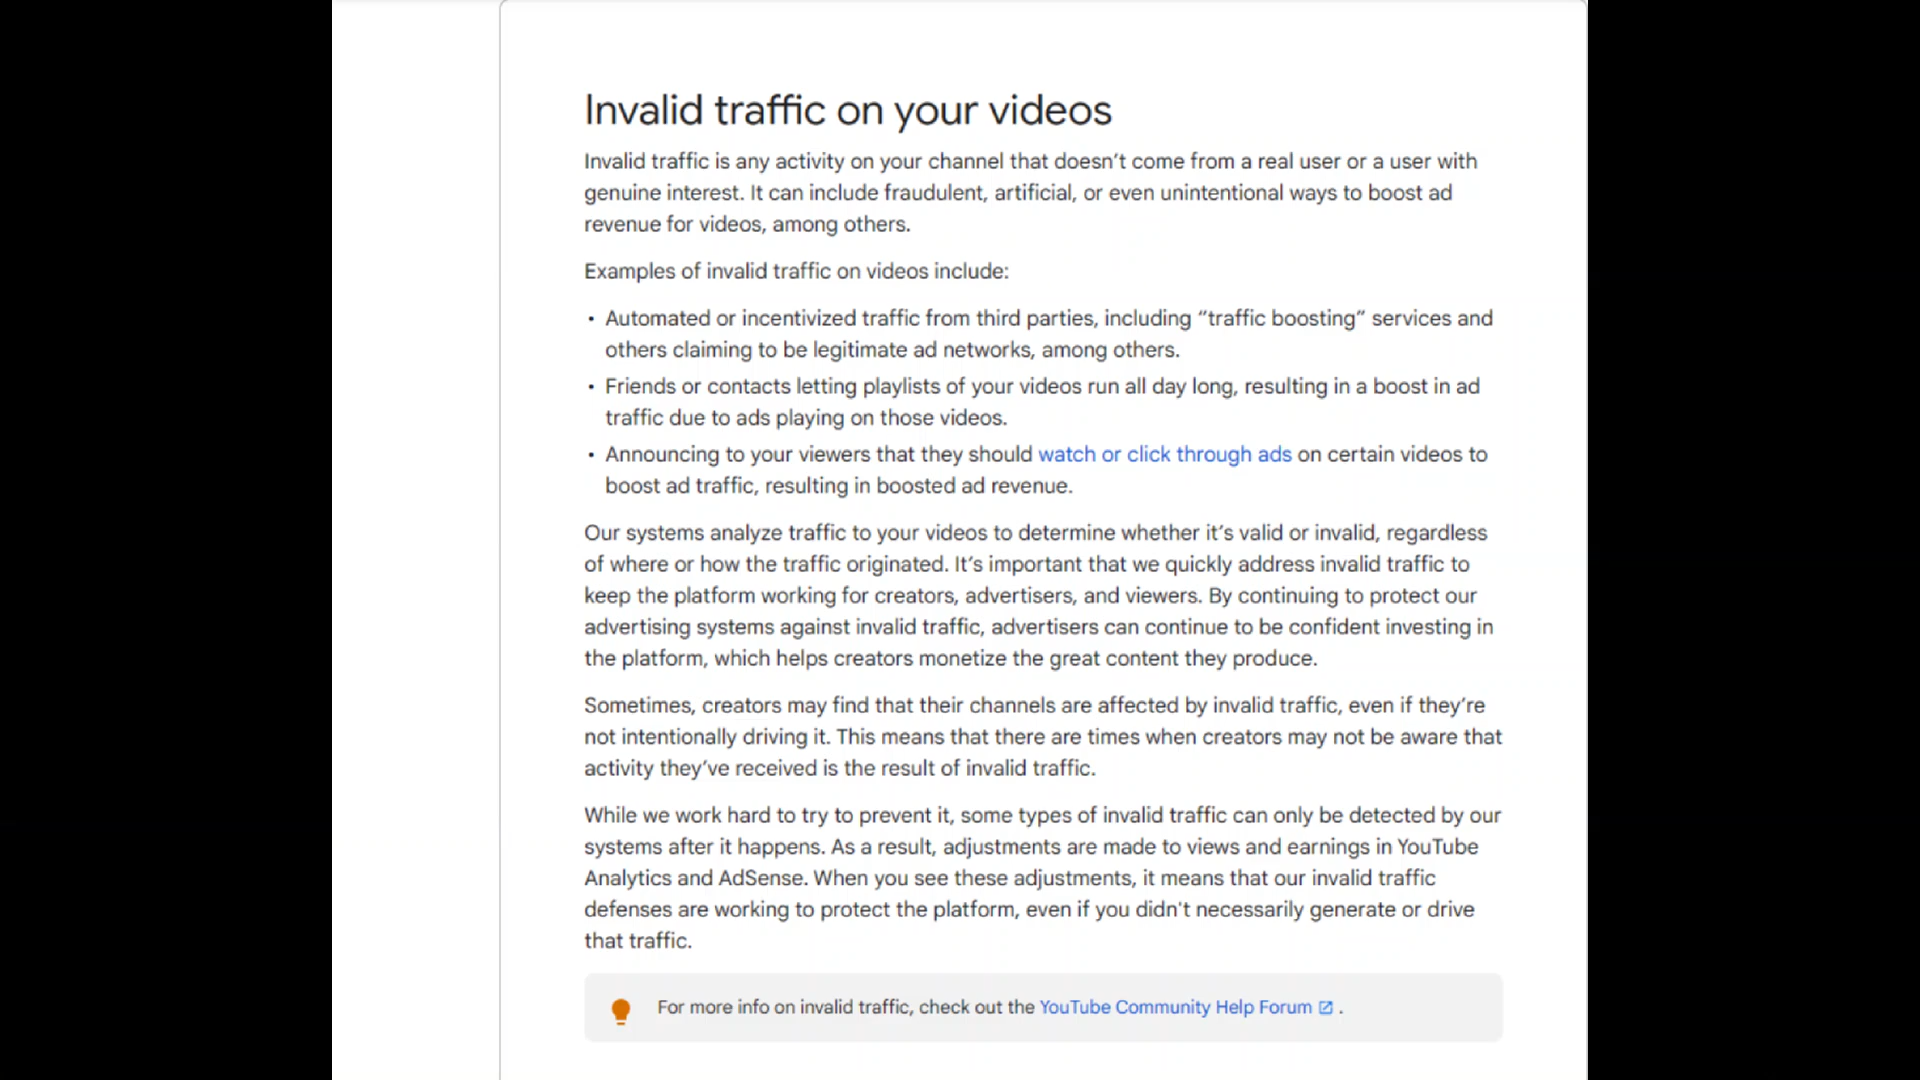 Invalid traffic on your videos
Invalid traffic is any activity on your channel that doesn’t come from a real user or a user with
genuine interest. It can include fraudulent, artificial, or even unintentional ways to boost ad
revenue for videos, among others.
Examples of invalid traffic on videos include:
• Automated or incentivized traffic from third parties, including “traffic boosting” services and
others claiming to be legitimate ad networks, among others.
• Friends or contacts letting playlists of your videos run all day long, resulting in a boost in ad
traffic due to ads playing on those videos.
• Announcing to your viewers that they should watch or click through ads on certain videos to
boost ad traffic, resulting in boosted ad revenue.
Our systems analyze traffic to your videos to determine whether it’s valid or invalid, regardless
of where or how the traffic originated. It’s important that we quickly address invalid traffic to
keep the platform working for creators, advertisers, and viewers. By continuing to protect our
advertising systems against invalid traffic, advertisers can continue to be confident investing in
the platform, which helps creators monetize the great content they produce.
Sometimes, creators may find that their channels are affected by invalid traffic, even if they’re
not intentionally driving it. This means that there are times when creators may not be aware that
activity they’ve received is the result of invalid traffic.
While we work hard to try to prevent it, some types of invalid traffic can only be detected by our
systems after it happens. As a result, adjustments are made to views and earnings in YouTube
Analytics and AdSense. When you see these adjustments, it means that our invalid traffic
defenses are working to protect the platform, even if you didn't necessarily generate or drive
that traffic.
For more info on invalid traffic, check out the YouTube Community Help Forum .